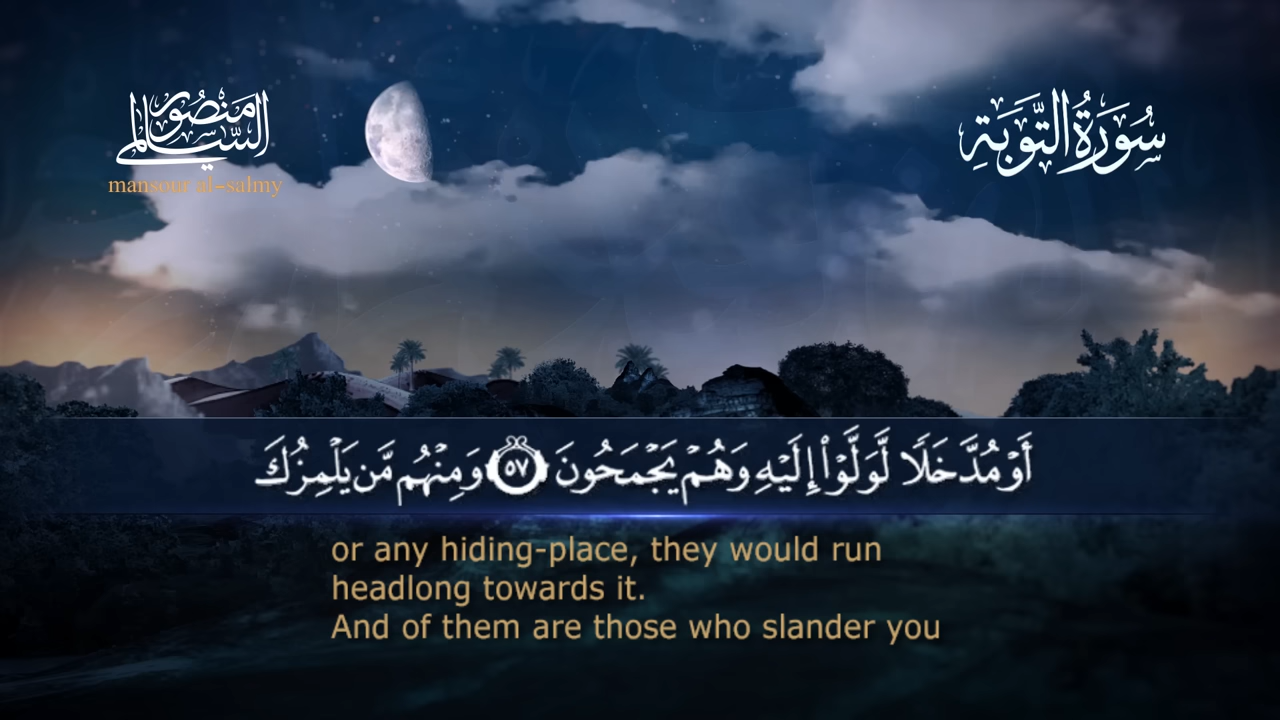 منصور السالمي
mansour al-salmy
سُورَةُ التَّوْبَةِ
أَوْ مُدَّخَلًا لَّوَلَّوْا۟ إِلَيْهِ وَهُمْ يَجْمَحُونَ ٥٧ وَمِنْهُم مَّن يَلْمِزُكَ
or any hiding-place, they would run
headlong towards it.
And of them are those who slander you